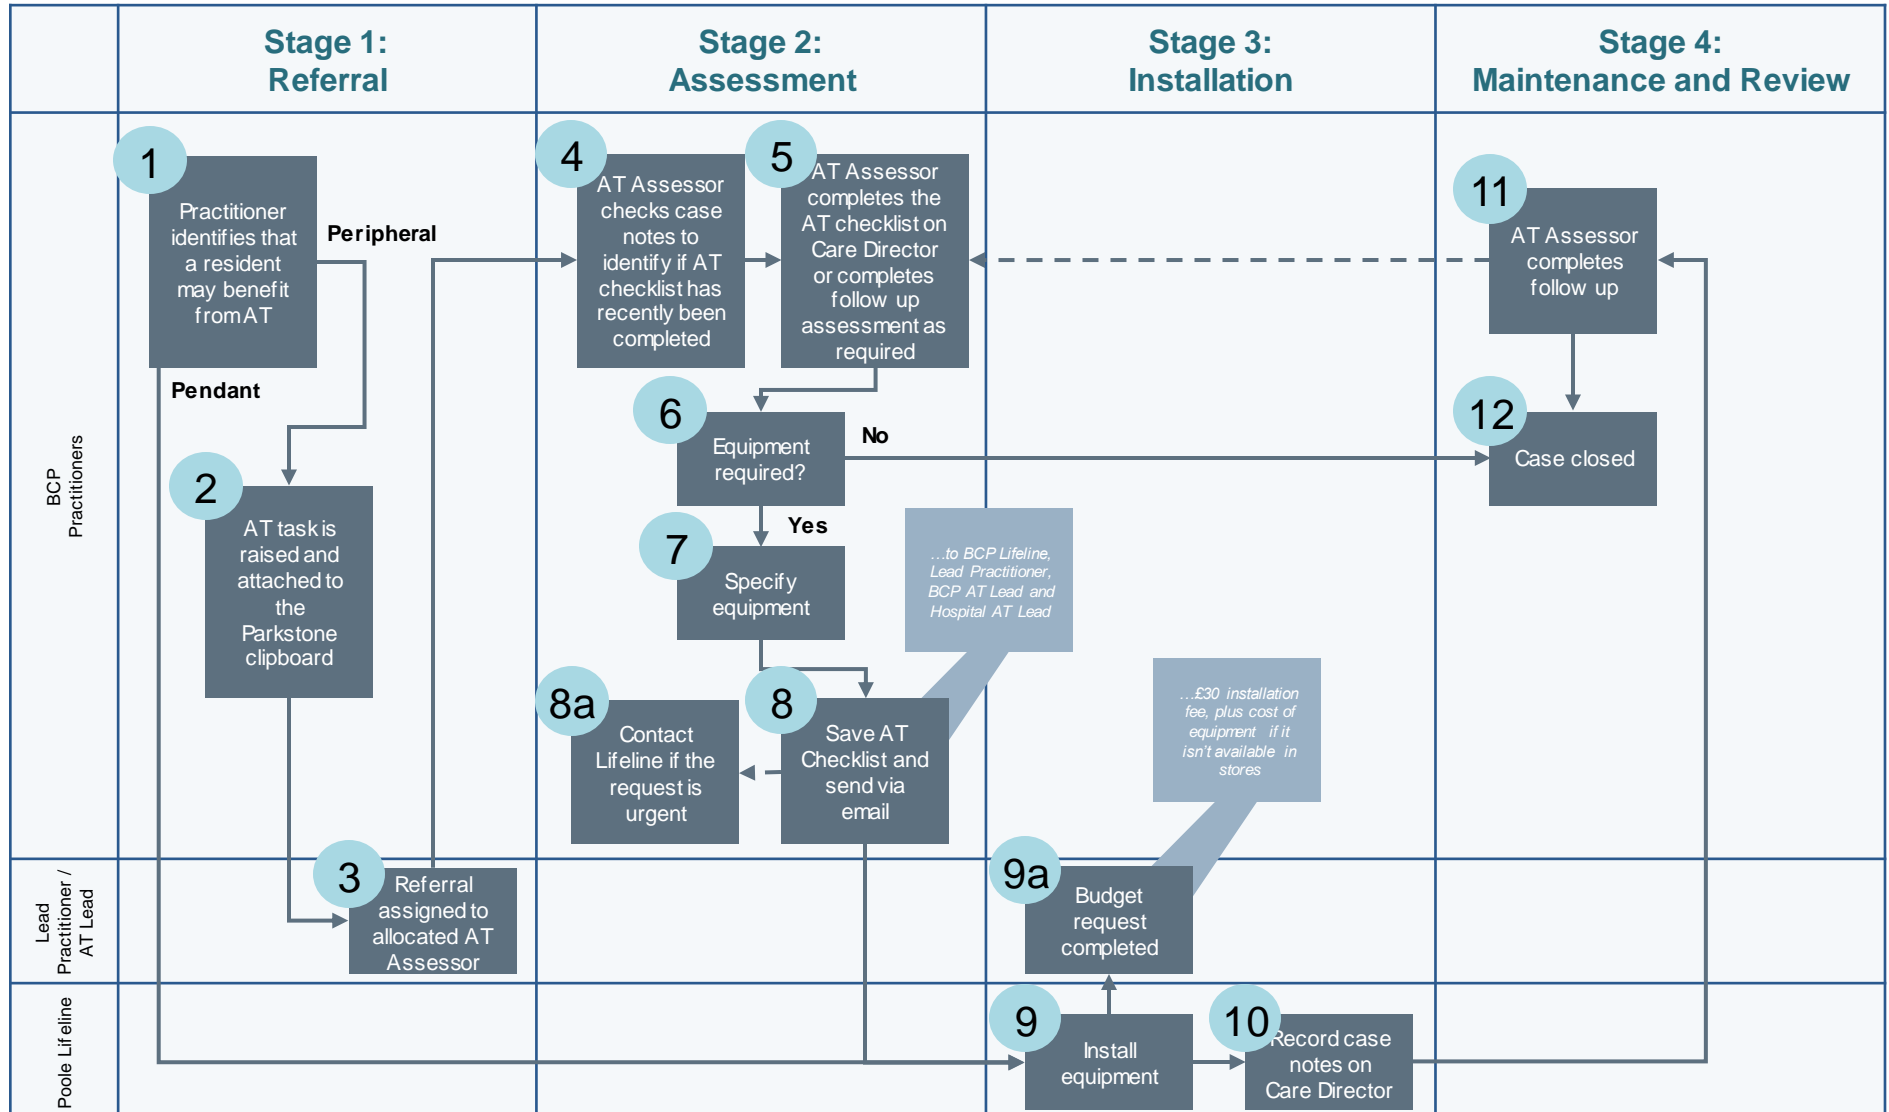 Stage 1:
Referral
Stage 2:
Assessment
Stage 3:
Installation
Stage 4:
Maintenance and Review
BCP
Practitioners
1
Practitioner
identifies that
a resident
may benefit
from AT
Peripheral
Pendant
2
AT task is
raised and
attached to
the
Parkstone
clipboard
4
AT Assessor
checks case
notes to
identify if AT
checklist has
recently been
completed
5
AT Assessor
completes the
AT checklist on
Care Director
or completes
follow up
assessment as
required
6
Equipment
required?
No
Yes
7
Specify
equipment
…to BCP Lifeline,
Lead Practitioner,
BCP AT Lead and
Hospital AT Lead
8a
Contact
Lifeline if the
request is
urgent
8
Save AT
Checklist and
send via
email
…£30 installation
fee, plus cost of
equipment if it
isn't available in
stores
11
AT Assessor
completes
follow up
12
Case closed
Lead
Practitioner /
AT Lead
3
Referral
assigned to
allocated AT
Assessor
9a
Budget
request
completed
Poole Lifeline
9
Install
equipment
10
Record case
notes on
Care Director